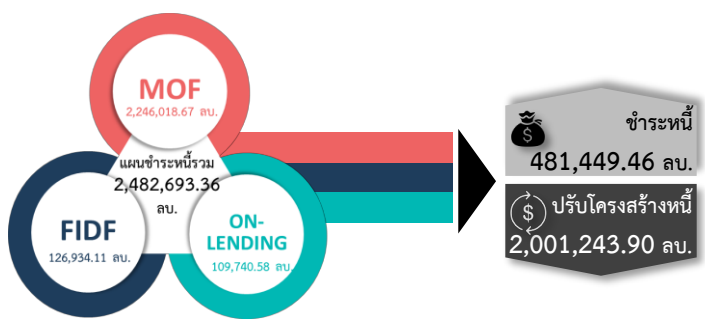 MOF
2,246,018.67 ลบ.
แผนชำระหนี้รวม
2,482,693.36
ลบ.
FIDF
126,934.11 ลบ.
ON-
LENDING
109,740.58 ลบ.
$
ชำระหนี้
481,449.46 ลบ.
$
ปรับโครงสร้างหนี้
2,001,243.90 ลบ.